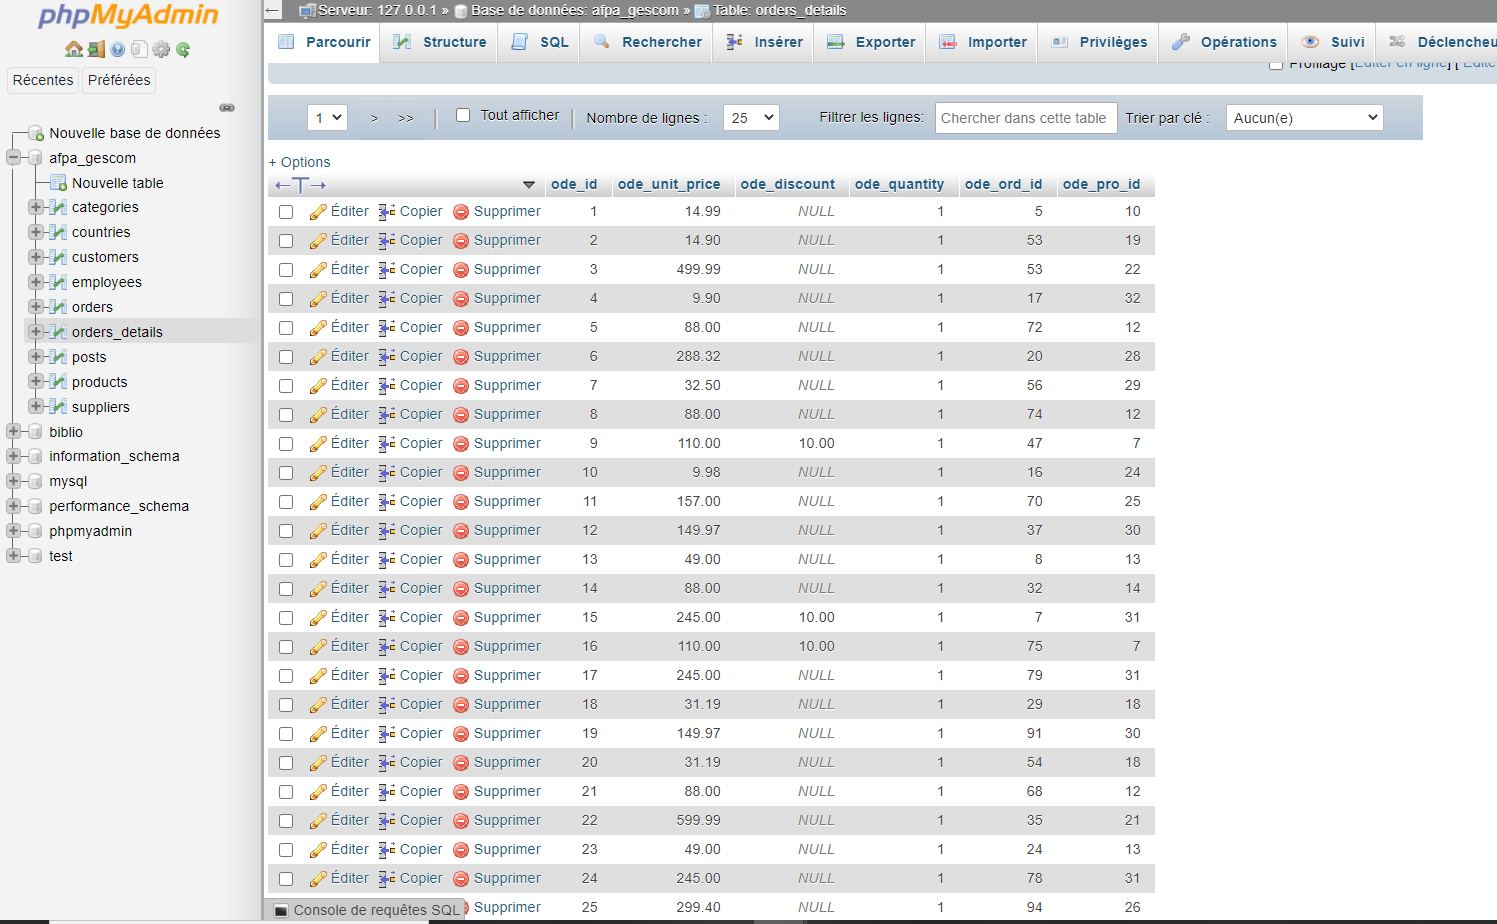 phpMyAdmin
Récentes Préférées
Nouvelle base de données
afpa_gescom
Nouvelle table
categories
countries
customers
employees
orders
orders_details
posts
products
suppliers
biblio
information_schema
mysql
performance_schema
phpmyadmin
test
Serveur: 127.0.0.1 » Base de données: afpa_gescom » Table: orders_details
Parcourir Structure SQL Rechercher Insérer Exporter Importer Privilèges Opérations Suivi Déclencheu
Profilage [Éditer en ligne] [
1 > >> Tout afficher Nombre de lignes : 25 Filtrer les lignes: Chercher dans cette table Trier par clé : Aucun(e)
+ Options
←T→ ode_id ode_unit_price ode_discount ode_quantity ode_ord_id ode_pro_id
Éditer Copier Supprimer 1 14.99 NULL 1 5 10
Éditer Copier Supprimer 2 14.90 NULL 1 53 19
Éditer Copier Supprimer 3 499.99 NULL 1 53 22
Éditer Copier Supprimer 4 9.90 NULL 1 17 32
Éditer Copier Supprimer 5 88.00 NULL 1 72 12
Éditer Copier Supprimer 6 288.32 NULL 1 20 28
Éditer Copier Supprimer 7 32.50 NULL 1 56 29
Éditer Copier Supprimer 8 88.00 NULL 1 74 12
Éditer Copier Supprimer 9 110.00 10.00 1 47 7
Éditer Copier Supprimer 10 9.98 NULL 1 16 24
Éditer Copier Supprimer 11 157.00 NULL 1 70 25
Éditer Copier Supprimer 12 149.97 NULL 1 37 30
Éditer Copier Supprimer 13 49.00 NULL 1 8 13
Éditer Copier Supprimer 14 88.00 NULL 1 32 14
Éditer Copier Supprimer 15 245.00 10.00 1 7 31
Éditer Copier Supprimer 16 110.00 10.00 1 75 7
Éditer Copier Supprimer 17 245.00 NULL 1 79 31
Éditer Copier Supprimer 18 31.19 NULL 1 29 18
Éditer Copier Supprimer 19 149.97 NULL 1 91 30
Éditer Copier Supprimer 20 31.19 NULL 1 54 18
Éditer Copier Supprimer 21 88.00 NULL 1 68 12
Éditer Copier Supprimer 22 599.99 NULL 1 35 21
Éditer Copier Supprimer 23 49.00 NULL 1 24 13
Éditer Copier Supprimer 24 245.00 NULL 1 78 31
Console de requêtes SQL Supprimer 25 299.40 NULL 1 94 26